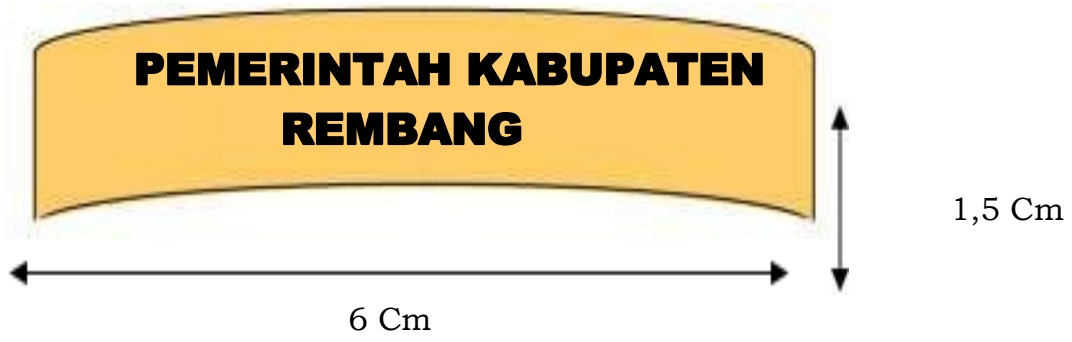 PEMERINTAH KABUPATEN
REMBANG
1,5 Cm
6 Cm